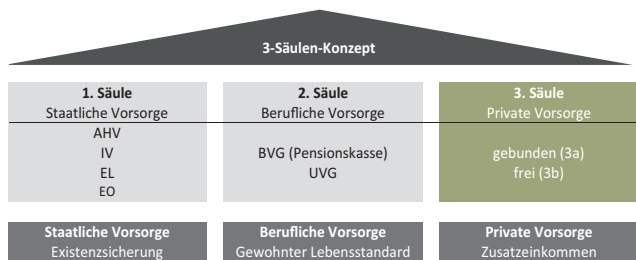 3-Säulen-Konzept
1. Säule
Staatliche Vorsorge
AHV
IV
EL
EO
2. Säule
Berufliche Vorsorge
BVG (Pensionskasse)
UVG
3. Säule
Private Vorsorge
gebunden (3a)
frei (3b)
Staatliche Vorsorge
Existenzsicherung
Berufliche Vorsorge
Gewohnter Lebensstandard
Private Vorsorge
Zusatzeinkommen